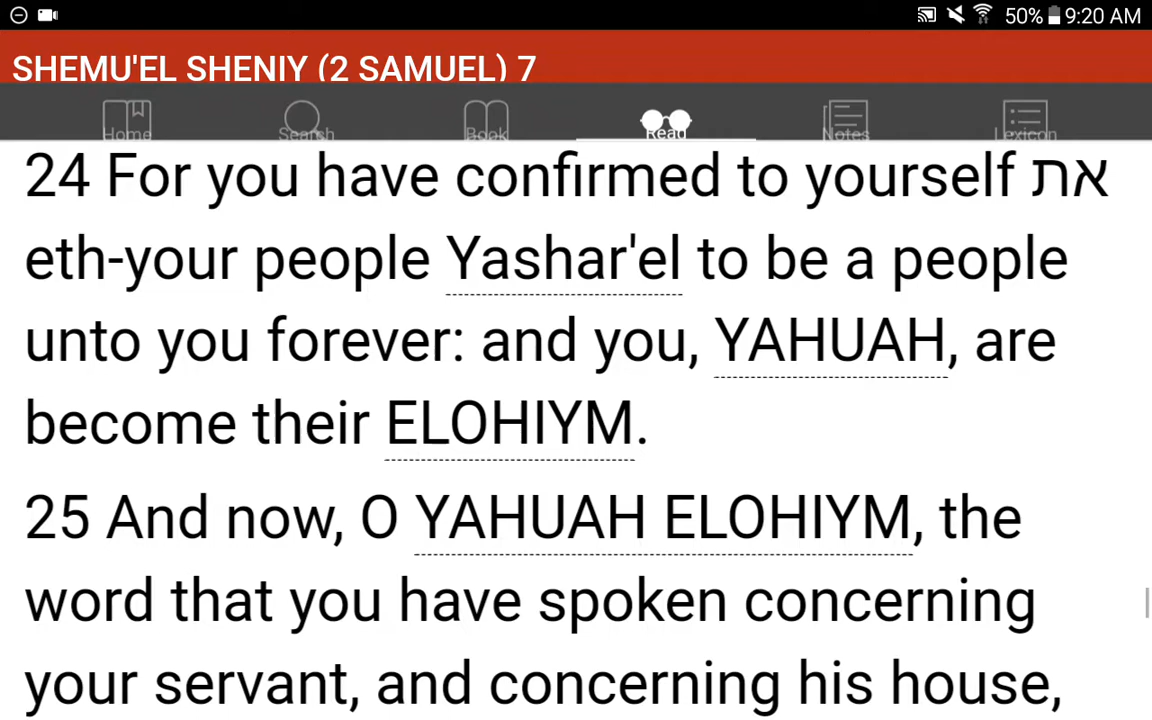 50% 9:20 AM
SHEMU'EL SHENIY (2 SAMUEL) 7
Home Search Book Read Notes Lexicon
24 For you have confirmed to yourself את
eth-your people Yashar'el to be a people
unto you forever: and you, YAHUAH, are
become their ELOHIYM.
25 And now, O YAHUAH ELOHIYM, the
word that you have spoken concerning
your servant, and concerning his house,